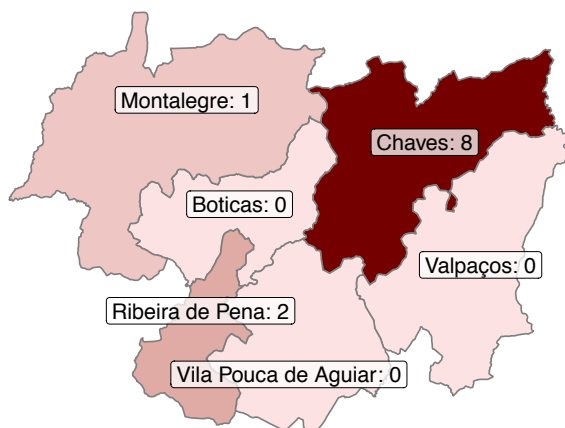 Montalegre: 1
Chaves: 8
Boticas: 0
Valpaços: 0
Ribeira de Pena: 2
Vila Pouca de Aguiar: 0